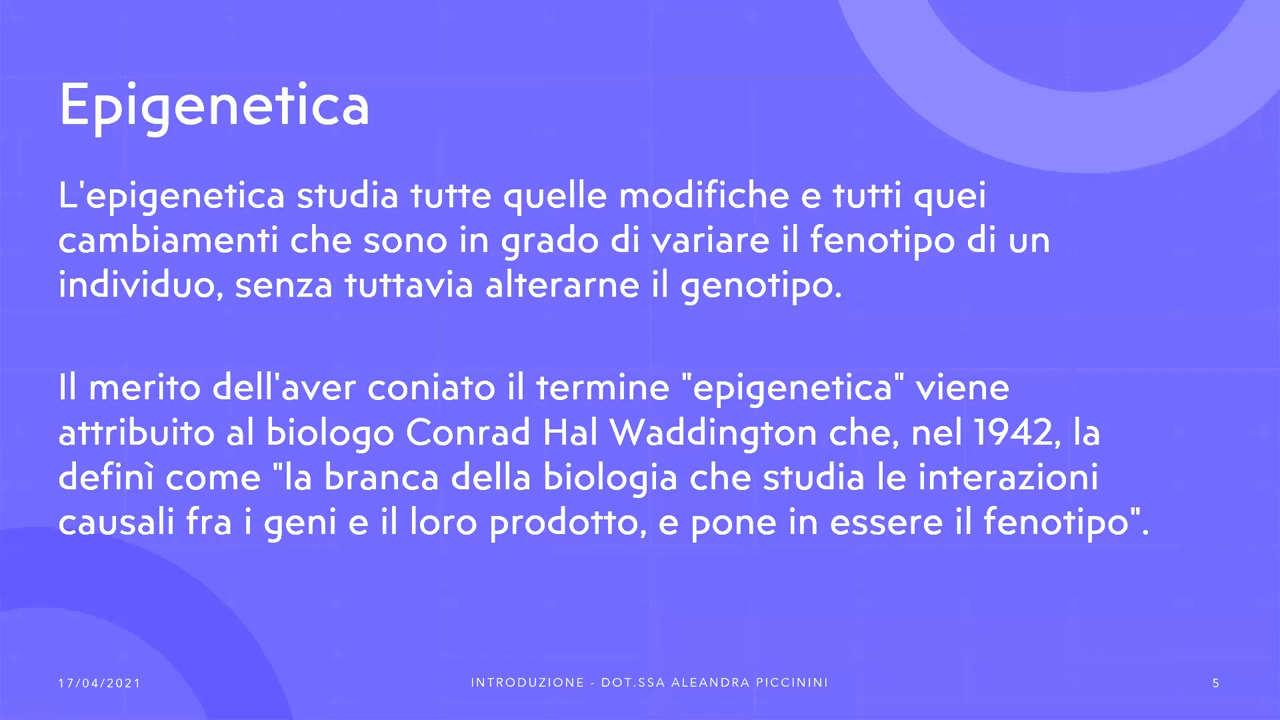 Epigenetica
L'epigenetica studia tutte quelle modifiche e tutti quei
cambiamenti che sono in grado di variare il fenotipo di un
individuo, senza tuttavia alterarne il genotipo.
Il merito dell'aver coniato il termine "epigenetica" viene
attribuito al biologo Conrad Hal Waddington che, nel 1942, la
definì come "la branca della biologia che studia le interazioni
causali fra i geni e il loro prodotto, e pone in essere il fenotipo".
17/04/2021
INTRODUZIONE - DOT.SSA ALEANDRA PICCININI
5